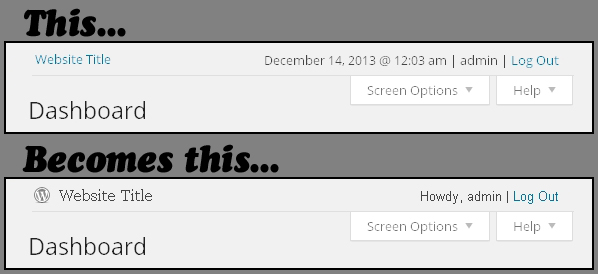 This...
Website Title December 14, 2013 @ 12:03 am | admin | Log Out
Screen Options Help
Dashboard
Becomes this...
Website Title Howdy, admin | Log Out
Screen Options Help
Dashboard